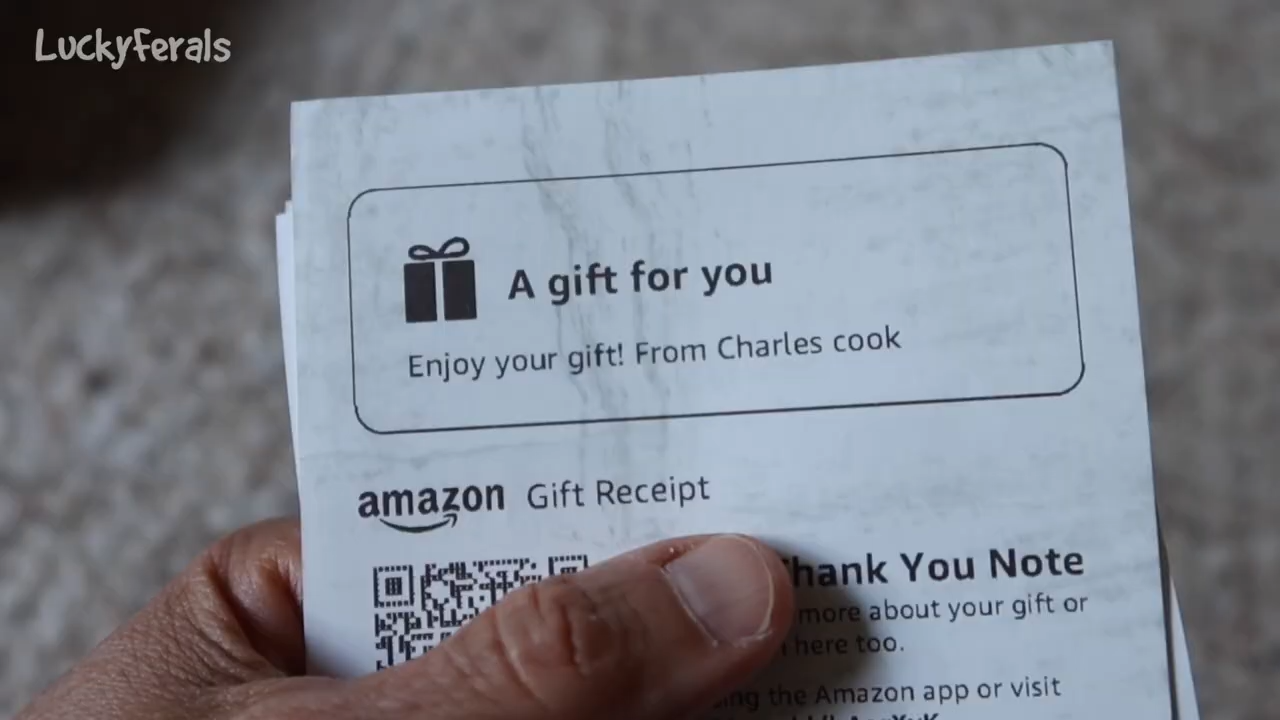 LuckyFerals
A gift for you
Enjoy your gift! From Charles cook
amazon Gift Receipt
Thank You Note
more about your gift or
here too.
the Amazon app or visit